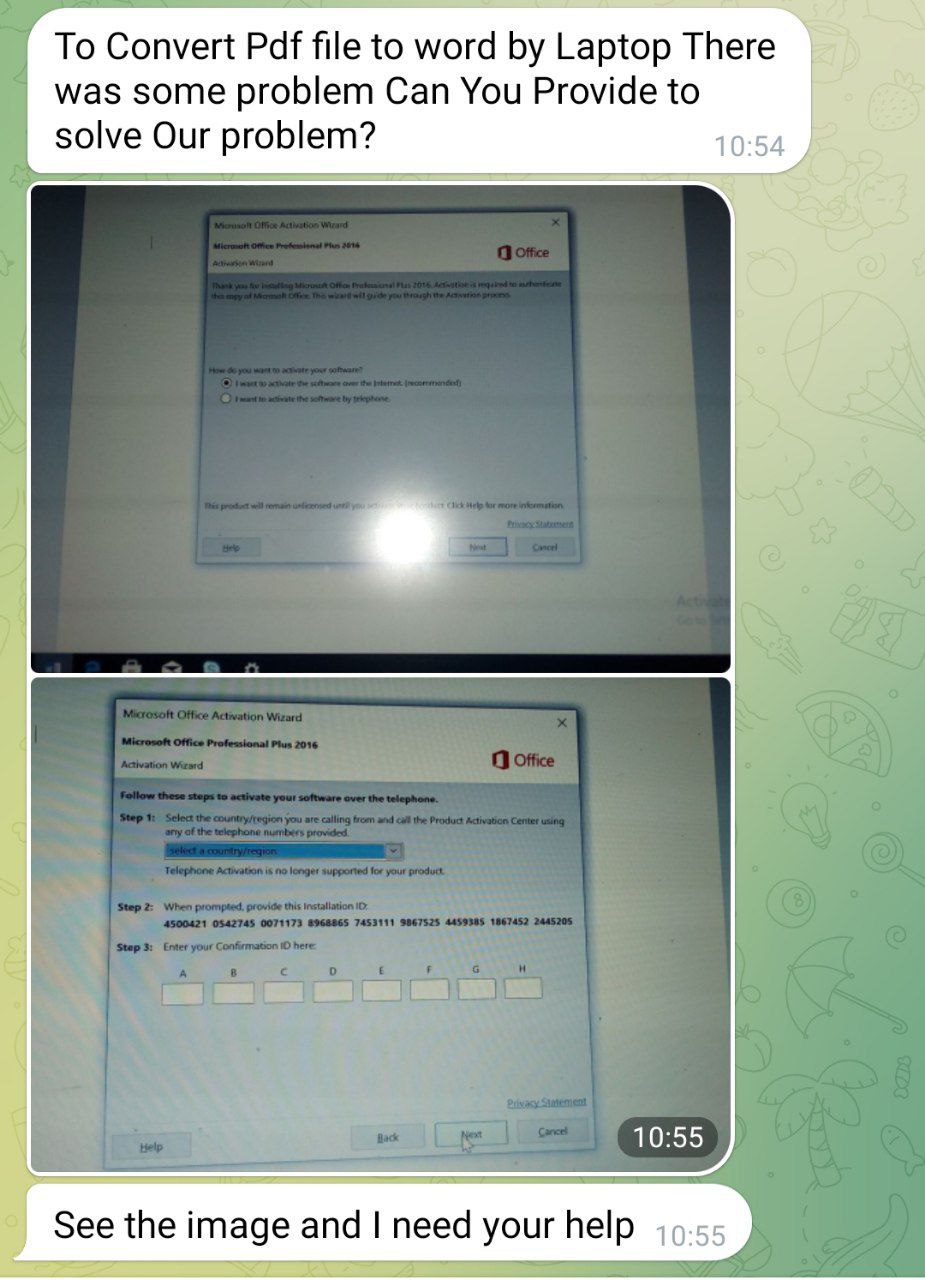 To Convert Pdf file to word by Laptop There
was some problem Can You Provide to
solve Our problem?
10:54
Microsoft Office Activation Wizard
Microsoft Office Professional Plus 2016
Office
Activation Wizard
Thank you for installing Microsoft Office Professional Plus 2016. Activation is required to authenticate
this copy of Microsoft Office. This wizard will guide you through the Activation process.
How do you want to activate your software?
I want to activate the software over the Internet. (recommended)
I want to activate the software by telephone.
This product will remain unlicensed until you Click Help for more information.
Privacy Statement
Help
Next
Cancel
Activate
Go to
Microsoft Office Activation Wizard
Microsoft Office Professional Plus 2016
Office
Activation Wizard
Follow these steps to activate your software over the telephone.
Step 1: Select the country/region you are calling from and call the Product Activation Center using
any of the telephone numbers provided.
select a country/region
Telephone Activation is no longer supported for your product.
Step 2: When prompted, provide this Installation ID:
4500421 0542745 0071173 8968865 7453111 9867525 4459385 1867452 2445205
Step 3: Enter your Confirmation ID here:
A B C D E F G H
Privacy Statement
Help
Back
Next
Cancel
10:55
See the image and I need your help
10:55